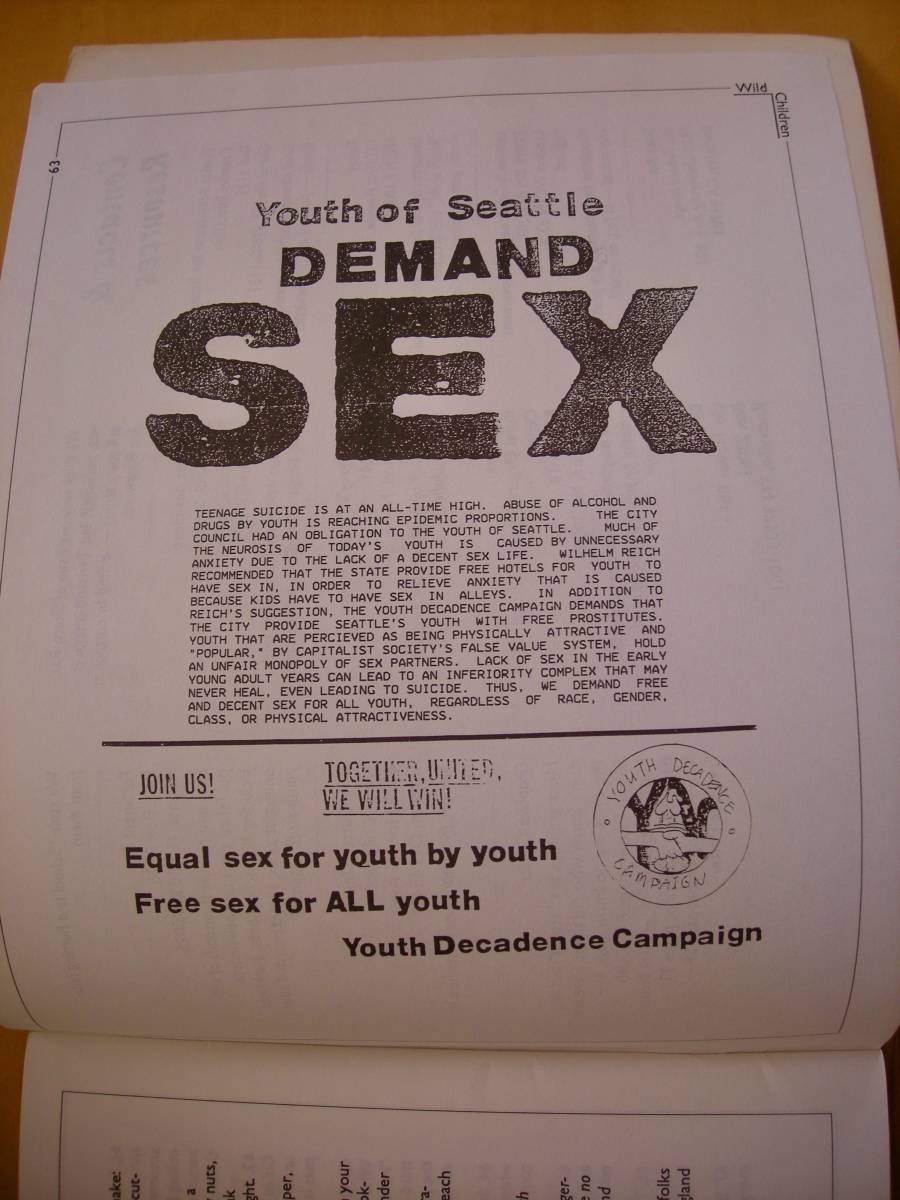 Wild
Children
63
Youth of Seattle
DEMAND
SEX
TEENAGE SUICIDE IS AT AN ALL-TIME HIGH. ABUSE OF ALCOHOL AND
DRUGS BY YOUTH IS REACHING EPIDEMIC PROPORTIONS. THE CITY
COUNCIL HAD AN OBLIGATION TO THE YOUTH OF SEATTLE. MUCH OF
THE NEUROSIS OF TODAY'S YOUTH IS CAUSED BY UNNECESSARY
ANXIETY DUE TO THE LACK OF A DECENT SEX LIFE. WILHELM REICH
RECOMMENDED THAT THE STATE PROVIDE FREE HOTELS FOR YOUTH TO
HAVE SEX IN, IN ORDER TO RELIEVE ANXIETY THAT IS CAUSED
BECAUSE KIDS HAVE TO HAVE SEX IN ALLEYS. IN ADDITION TO
REICH'S SUGGESTION, THE YOUTH DECADENCE CAMPAIGN DEMANDS THAT
THE CITY PROVIDE SEATTLE'S YOUTH WITH FREE PROSTITUTES.
YOUTH THAT ARE PERCIEVED AS BEING PHYSICALLY ATTRACTIVE AND
"POPULAR," BY CAPITALIST SOCIETY'S FALSE VALUE SYSTEM, HOLD
AN UNFAIR MONOPOLY OF SEX PARTNERS. LACK OF SEX IN THE EARLY
YOUNG ADULT YEARS CAN LEAD TO AN INFERIORITY COMPLEX THAT MAY
NEVER HEAL, EVEN LEADING TO SUICIDE. THUS, WE DEMAND FREE
AND DECENT SEX FOR ALL YOUTH, REGARDLESS OF RACE, GENDER,
CLASS, OR PHYSICAL ATTRACTIVENESS.
JOIN US!
TOGETHER, UNITED,
WE WILL WIN!
YOUTH DECADENCE
CAMPAIGN
Equal sex for youth by youth
Free sex for ALL youth
Youth Decadence Campaign
nuts,
your
each
folks